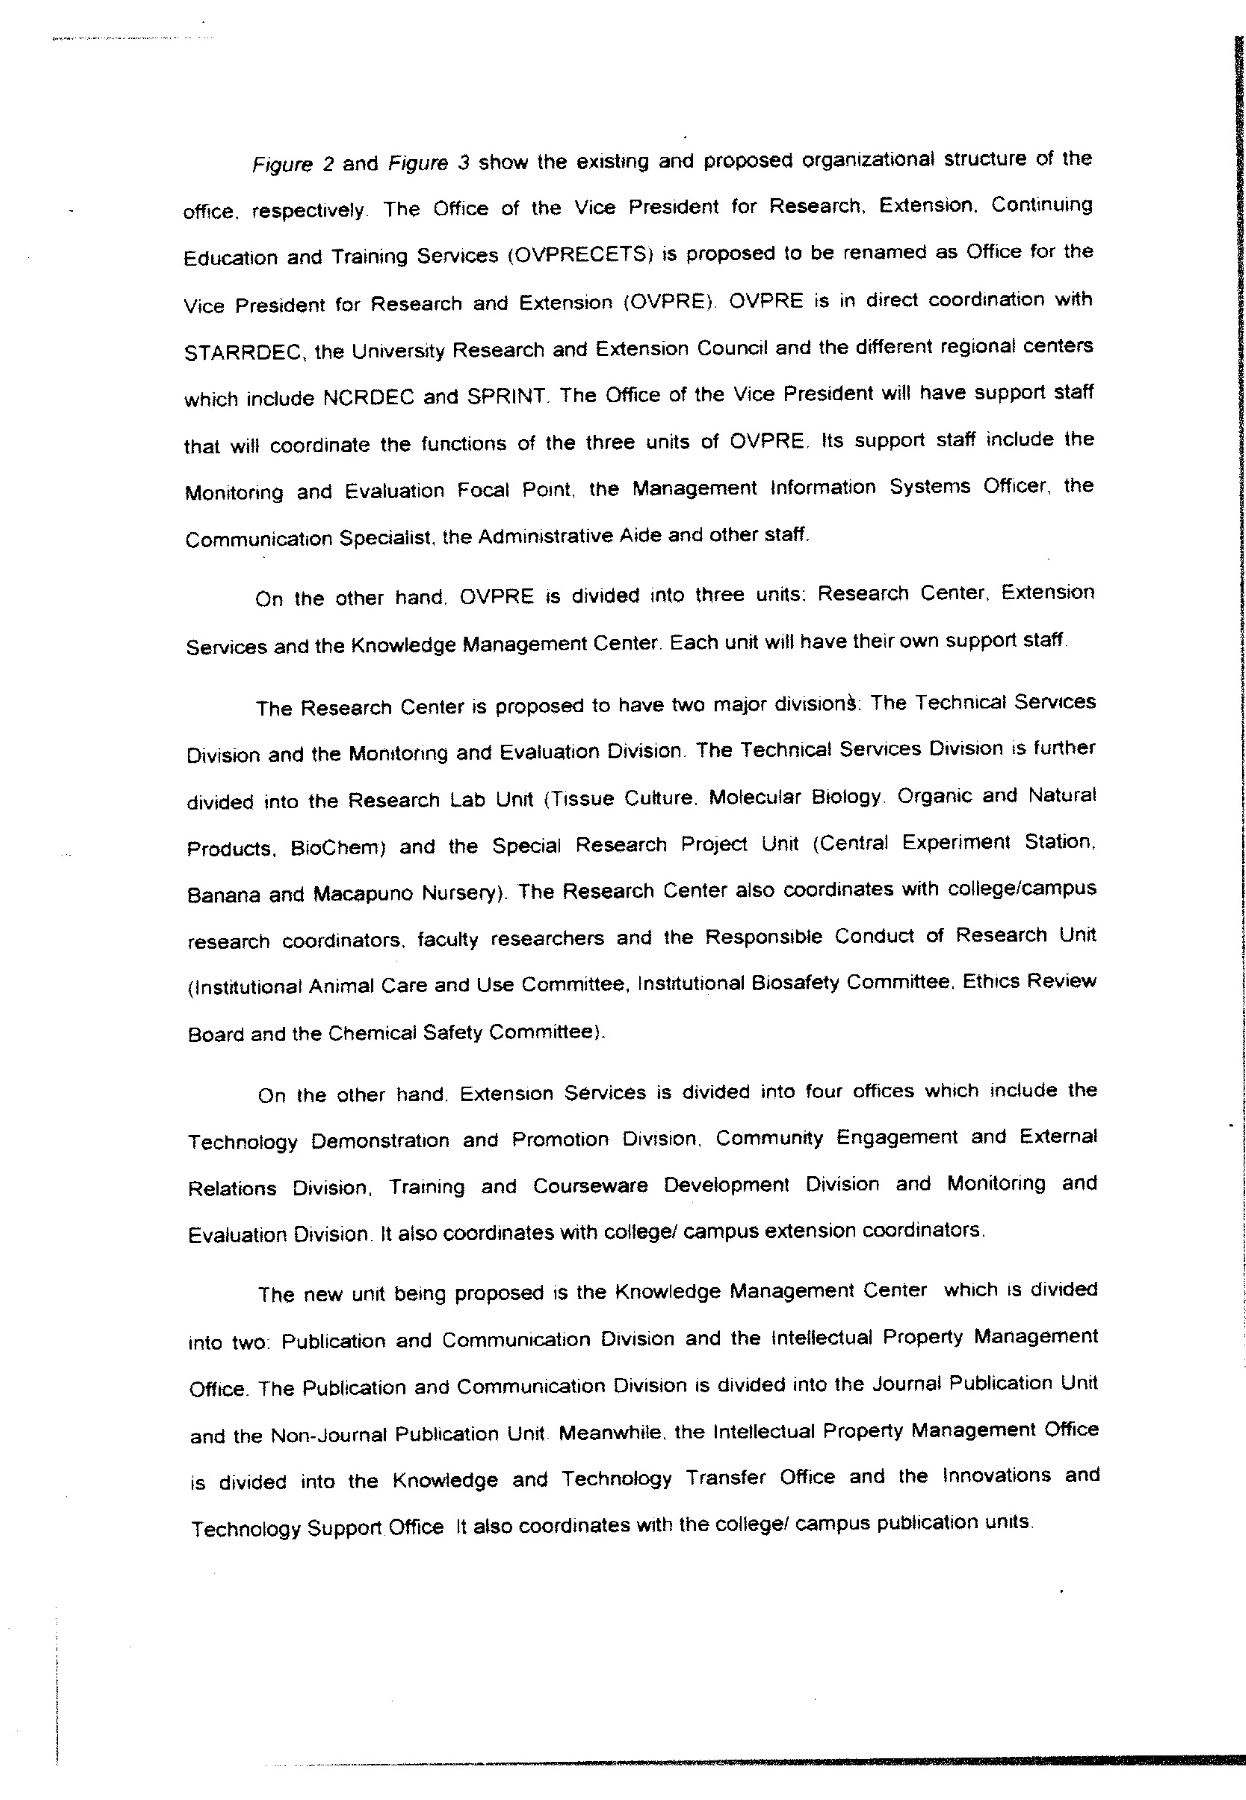 Figure 2 and Figure 3 show the existing and proposed organizational structure of the
office, respectively. The Office of the Vice President for Research, Extension, Continuing
Education and Training Services (OVPRECETS) is proposed to be renamed as Office for the
Vice President for Research and Extension (OVPRE). OVPRE is in direct coordination with
STARRDEC, the University Research and Extension Council and the different regional centers
which include NCRDEC and SPRINT. The Office of the Vice President will have support staff
that will coordinate the functions of the three units of OVPRE. Its support staff include the
Monitoring and Evaluation Focal Point, the Management Information Systems Officer, the
Communication Specialist, the Administrative Aide and other staff.
On the other hand, OVPRE is divided into three units: Research Center, Extension
Services and the Knowledge Management Center. Each unit will have their own support staff.
The Research Center is proposed to have two major divisions: The Technical Services
Division and the Monitoring and Evaluation Division. The Technical Services Division is further
divided into the Research Lab Unit (Tissue Culture, Molecular Biology, Organic and Natural
Products, BioChem) and the Special Research Project Unit (Central Experiment Station,
Banana and Macapuno Nursery). The Research Center also coordinates with college/campus
research coordinators, faculty researchers and the Responsible Conduct of Research Unit
(Institutional Animal Care and Use Committee, Institutional Biosafety Committee, Ethics Review
Board and the Chemical Safety Committee).
On the other hand, Extension Services is divided into four offices which include the
Technology Demonstration and Promotion Division, Community Engagement and External
Relations Division, Training and Courseware Development Division and Monitoring and
Evaluation Division. It also coordinates with college/ campus extension coordinators.
The new unit being proposed is the Knowledge Management Center which is divided
into two: Publication and Communication Division and the Intellectual Property Management
Office. The Publication and Communication Division is divided into the Journal Publication Unit
and the Non-Journal Publication Unit. Meanwhile, the Intellectual Property Management Office
is divided into the Knowledge and Technology Transfer Office and the Innovations and
Technology Support Office It also coordinates with the college/ campus publication units.